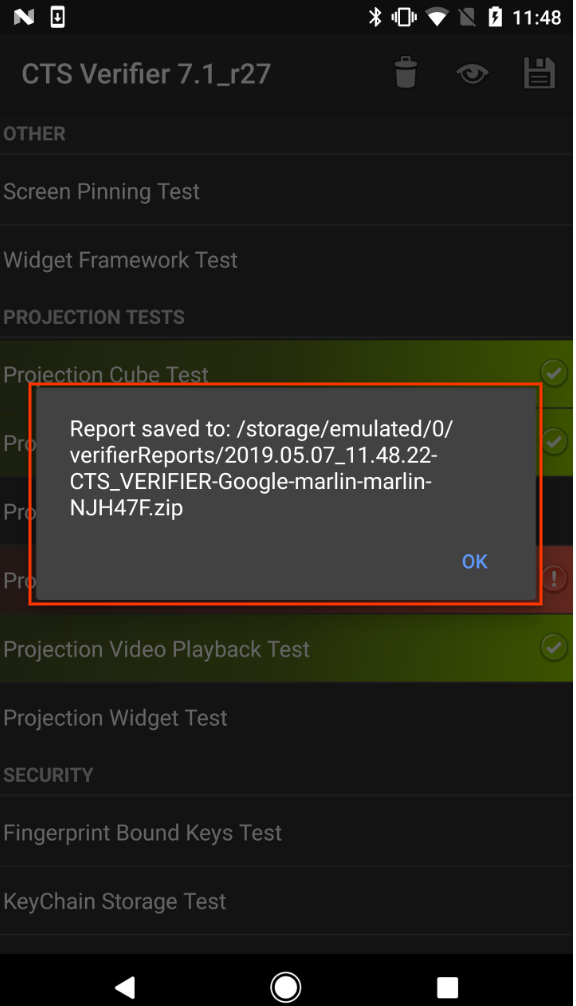 11:48
CTS Verifier 7.1_r27
OTHER
Screen Pinning Test
Widget Framework Test
PROJECTION TESTS
Projection Cube Test
Report saved to: /storage/emulated/0/
verifierReports/2019.05.07_11.48.22-
CTS_VERIFIER-Google-marlin-marlin-
NJH47F.zip
OK
Pro
Pro
Pro
Projection Video Playback Test
Projection Widget Test
SECURITY
Fingerprint Bound Keys Test
KeyChain Storage Test